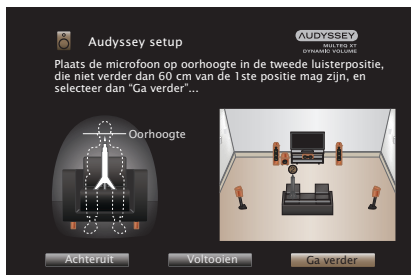 Audyssey setup
AUDYSSEY
MULTEQ XT
DYNAMIC VOLUME
Plaats de microfoon op oorhoogte in de tweede luisterpositie,
die niet verder dan 60 cm van de 1ste positie mag zijn, en
selecteer dan “Ga verder”...
Oorhoogte
Achteruit
Voltooien
Ga verder